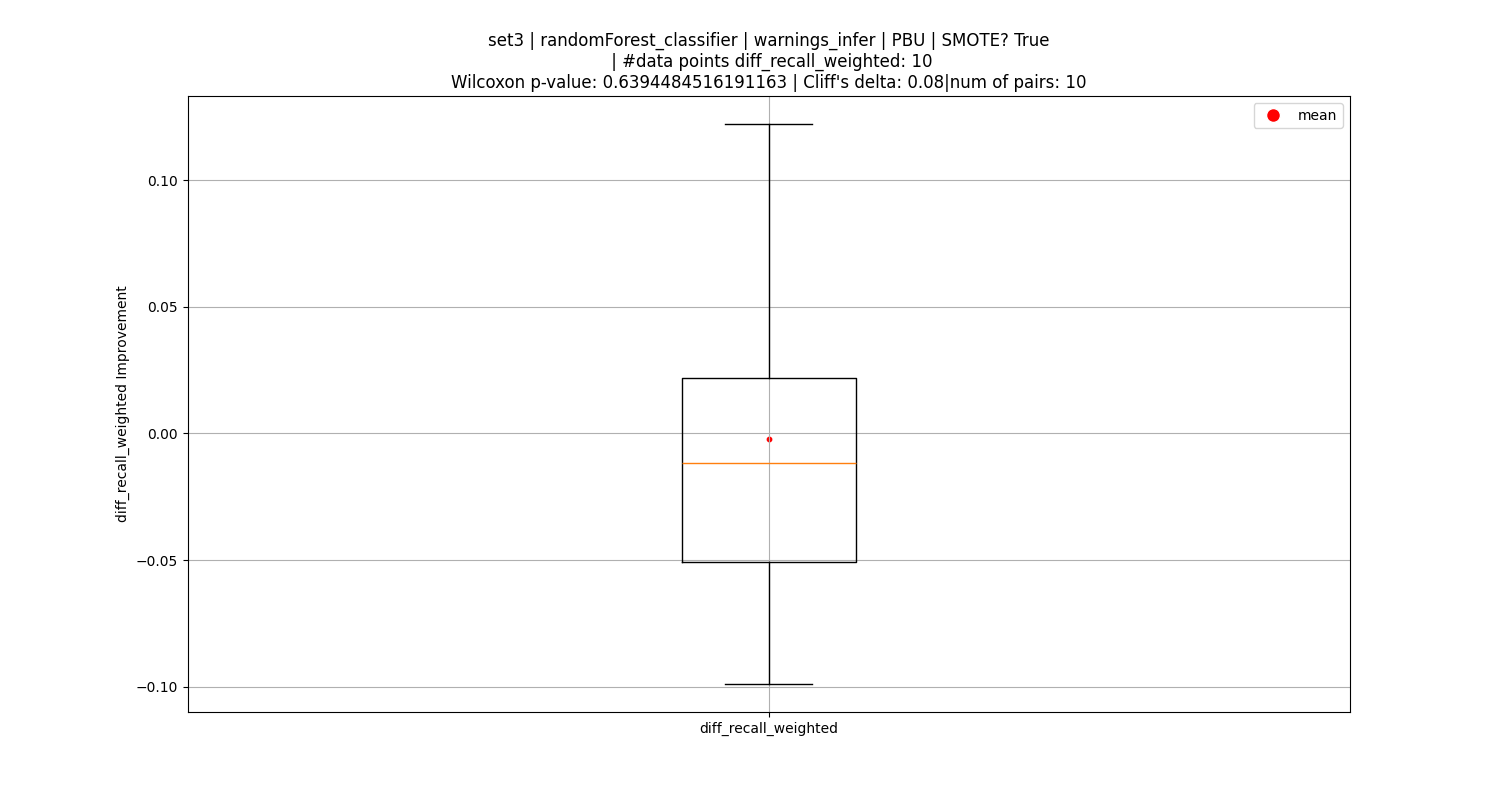 set3 | randomForest_classifier | warnings_infer | PBU | SMOTE? True
| #data points diff_recall_weighted: 10
Wilcoxon p-value: 0.6394484516191163 | Cliff's delta: 0.08|num of pairs: 10
mean
0.10
0.05
0.00
−0.05
−0.10
diff_recall_weighted Improvement
diff_recall_weighted